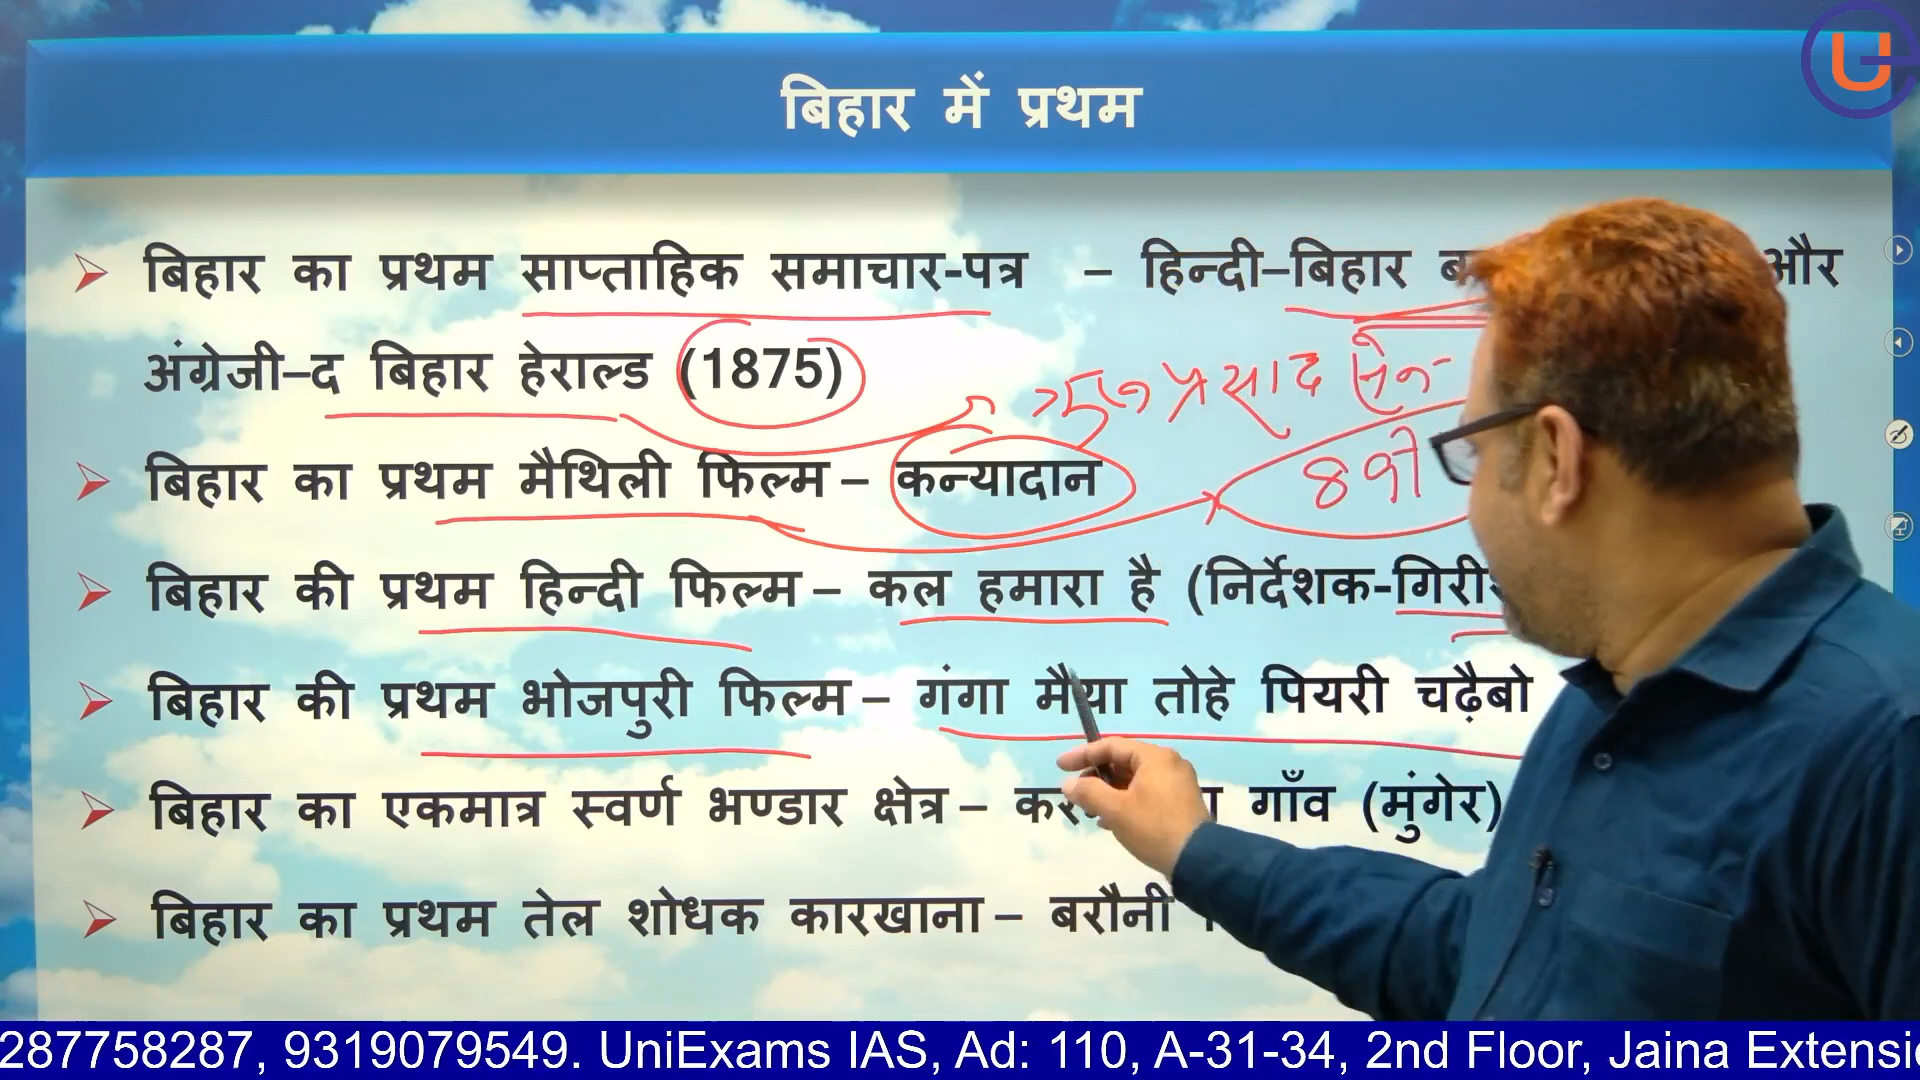 बिहार में प्रथम
बिहार का प्रथम साप्ताहिक समाचार-पत्र – हिन्दी–बिहार और
अंग्रेजी–द बिहार हेराल्ड (1875)
प्रसाद सेन
बिहार का प्रथम मैथिली फिल्म – कन्यादान
बिहार की प्रथम हिन्दी फिल्म – कल हमारा है (निर्देशक-
बिहार की प्रथम भोजपुरी फिल्म – गंगा मैया तोहे पियरी चढ़ैबो
बिहार का एकमात्र स्वर्ण भण्डार क्षेत्र – गाँव (मुंगेर)
बिहार का प्रथम तेल शोधक कारखाना – बरौनी
287758287, 9319079549. UniExams IAS, Ad: 110, A-31-34, 2nd Floor, Jaina